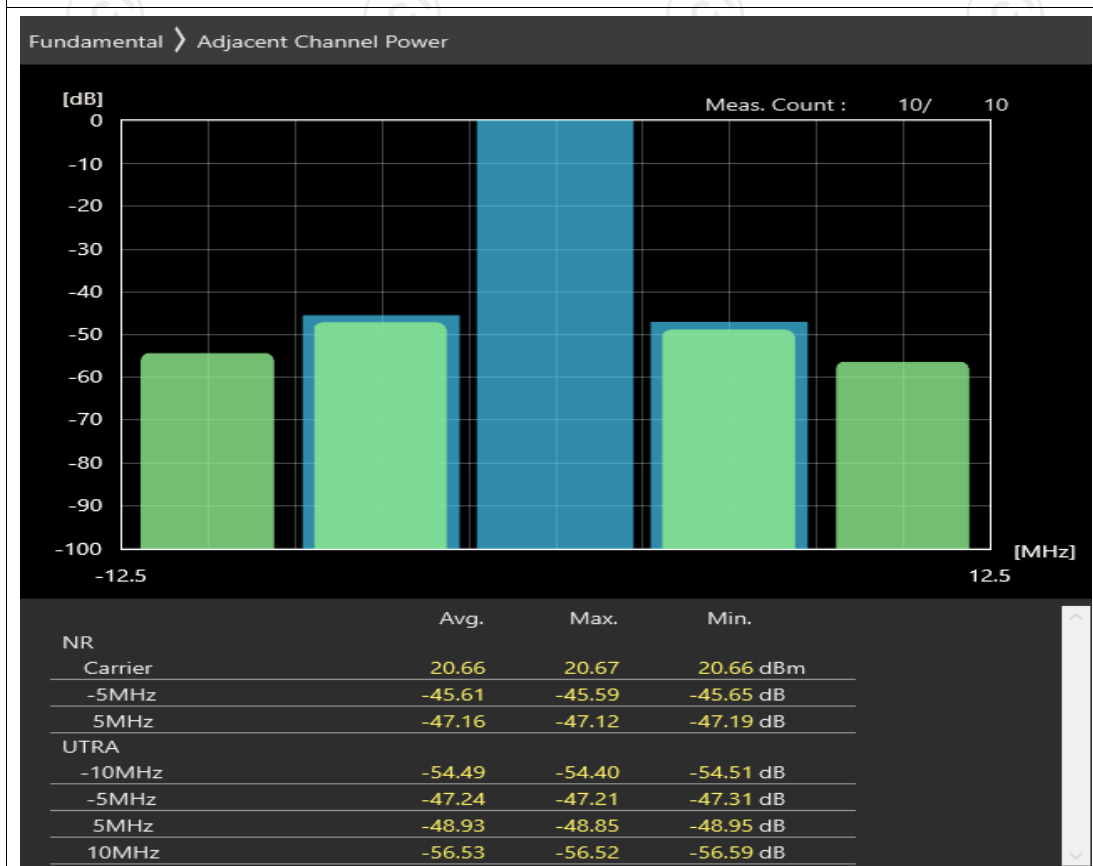 Fundamental 》 Adjacent Channel Power
[dB]
Meas. Count : 10/ 10
0
-10
-20
-30
-40
-50
-60
-70
-80
-90
-100
[MHz]
-12.5 12.5
Avg. Max. Min.
NR
Carrier 20.66 20.67 20.66 dBm
-5MHz -45.61 -45.59 -45.65 dB
5MHz -47.16 -47.12 -47.19 dB
UTRA
-10MHz -54.49 -54.40 -54.51 dB
-5MHz -47.24 -47.21 -47.31 dB
5MHz -48.93 -48.85 -48.95 dB
10MHz -56.53 -56.52 -56.59 dB